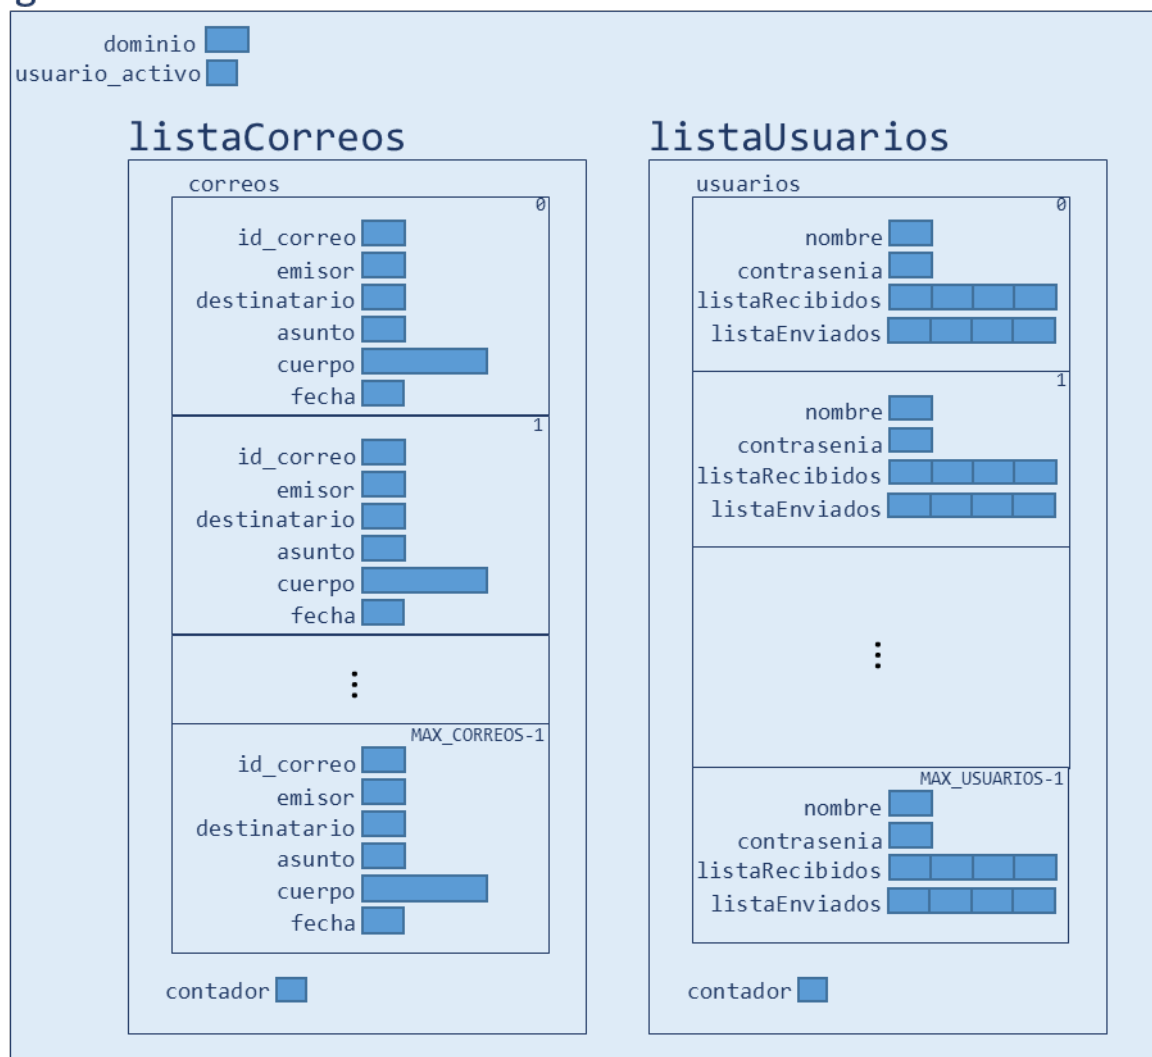 dominio
usuario_activo
listaCorreos
correos
0
id_correo
emisor
destinatario
asunto
cuerpo
fecha
1
id_correo
emisor
destinatario
asunto
cuerpo
fecha
⋮
MAX_CORREOS-1
id_correo
emisor
destinatario
asunto
cuerpo
fecha
contador
listaUsuarios
usuarios
0
nombre
contrasenia
listaRecibidos
listaEnviados
1
nombre
contrasenia
listaRecibidos
listaEnviados
⋮
MAX_USUARIOS-1
nombre
contrasenia
listaRecibidos
listaEnviados
contador